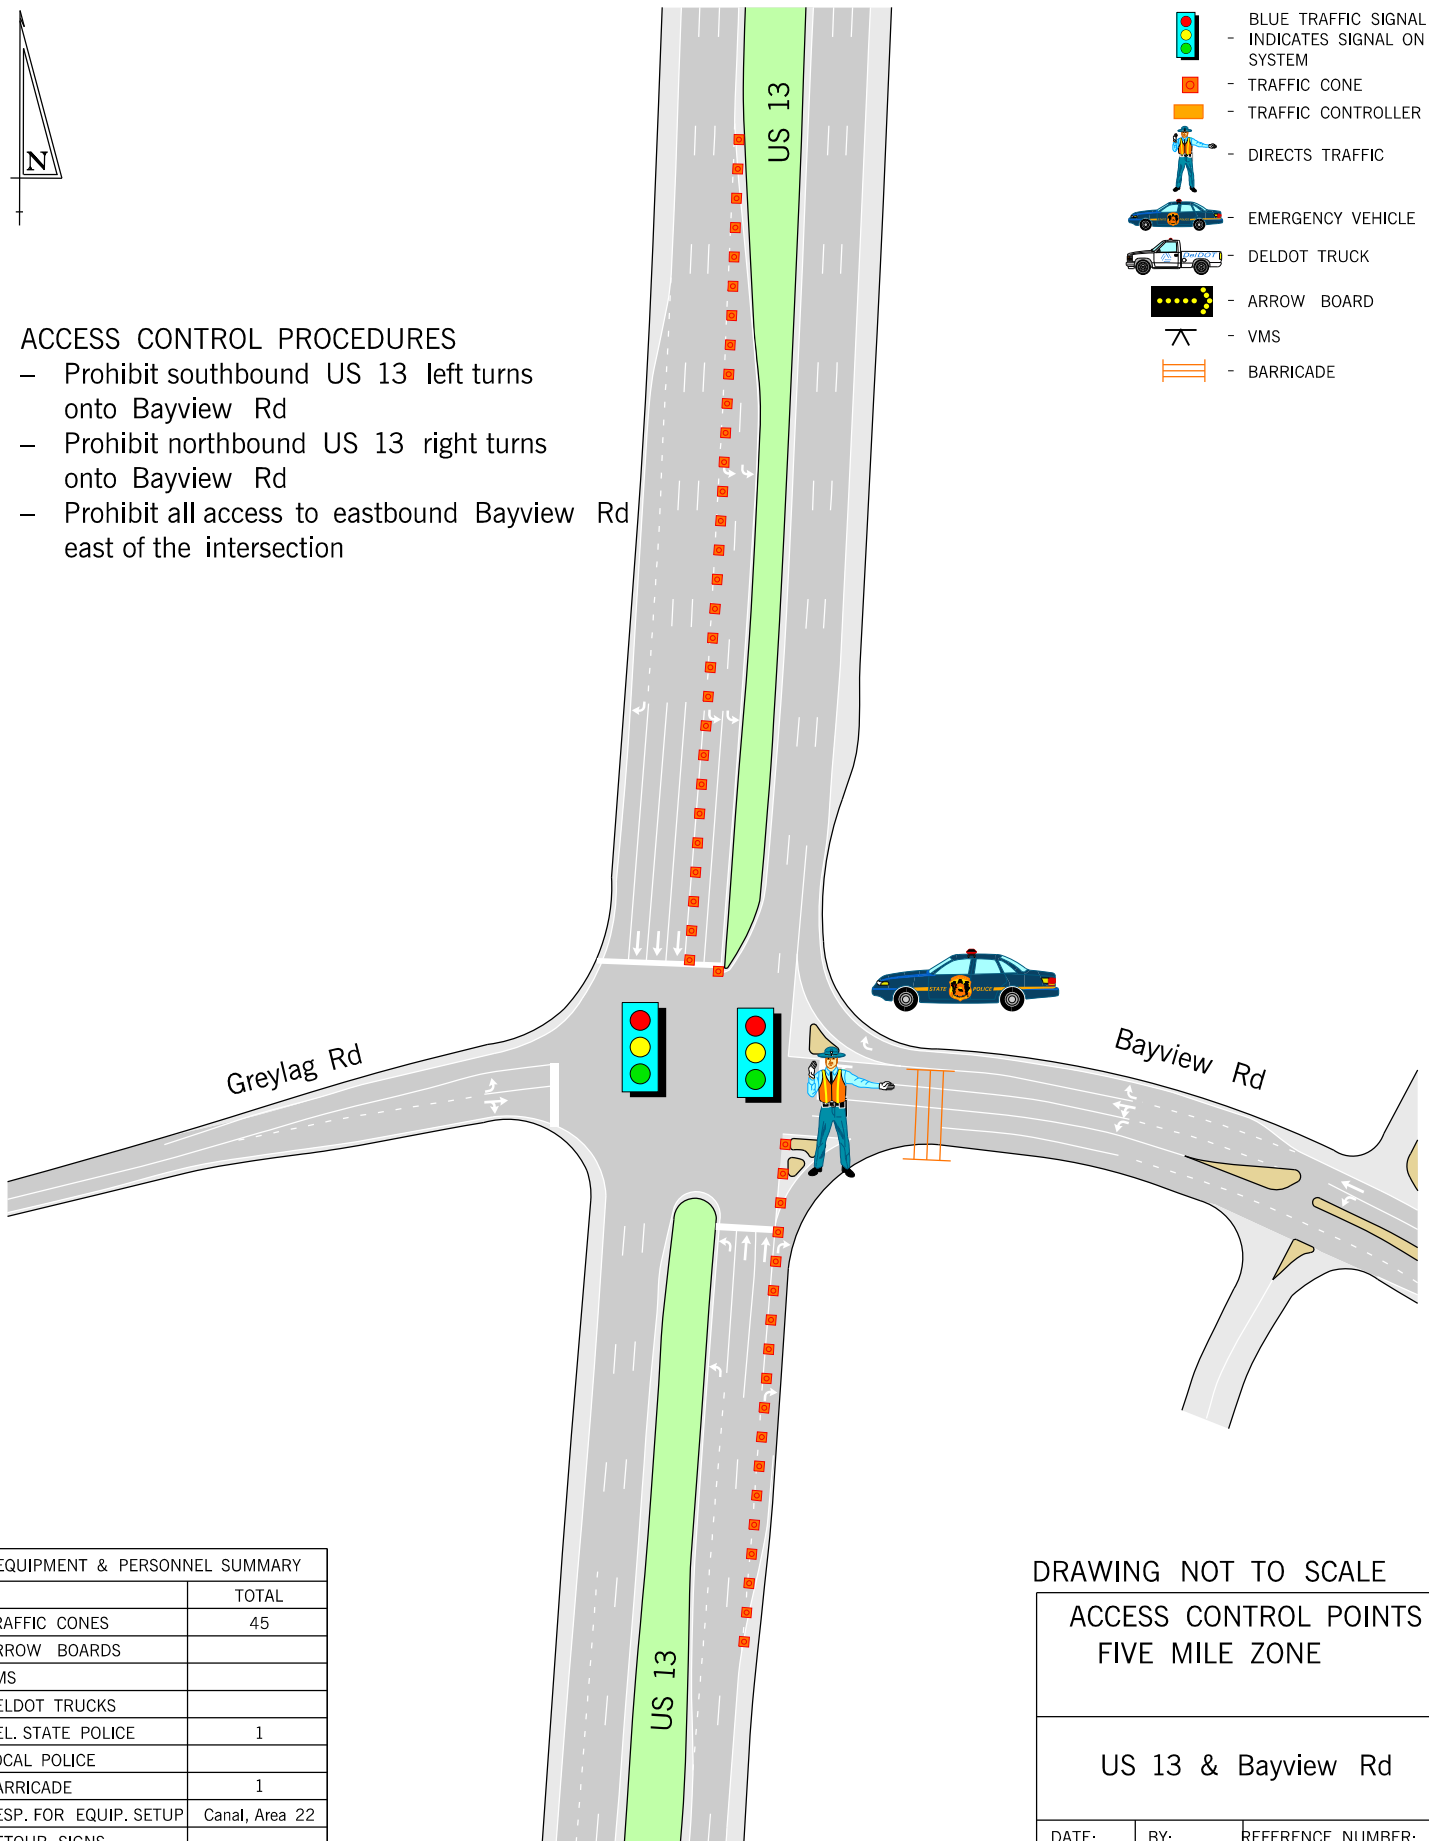 BLUE TRAFFIC SIGNAL
- INDICATES SIGNAL ON
SYSTEM
- TRAFFIC CONE
- TRAFFIC CONTROLLER
- DIRECTS TRAFFIC
- EMERGENCY VEHICLE
DelDOT
- DELDOT TRUCK
- ARROW BOARD
- VMS
- BARRICADE
N
US 13
ACCESS CONTROL PROCEDURES
– Prohibit southbound US 13 left turns
onto Bayview Rd
– Prohibit northbound US 13 right turns
onto Bayview Rd
– Prohibit all access to eastbound Bayview Rd
east of the intersection
STATE POLICE
Greylag Rd
Bayview Rd
US 13
EQUIPMENT & PERSONNEL SUMMARY
TOTAL
RAFFIC CONES 45
RROW BOARDS
MS
ELDOT TRUCKS
EL. STATE POLICE 1
OCAL POLICE
ARRICADE 1
ESP. FOR EQUIP. SETUP Canal, Area 22
ETOUR SIGNS
DRAWING NOT TO SCALE
ACCESS CONTROL POINTS
FIVE MILE ZONE
US 13 & Bayview Rd
DATE: BY: REFERENCE NUMBER: